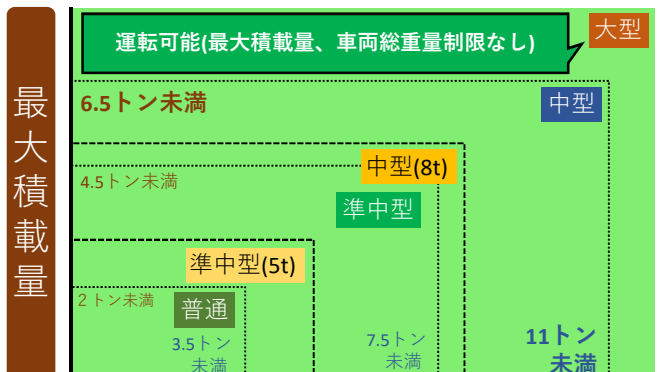 運転可能(最大積載量、車両総重量制限なし)
大型
最大積載量
6.5トン未満
中型
4.5トン未満
中型(8t)
準中型
準中型(5t)
2トン未満
普通
3.5トン
未満
7.5トン
未満
11トン
未満